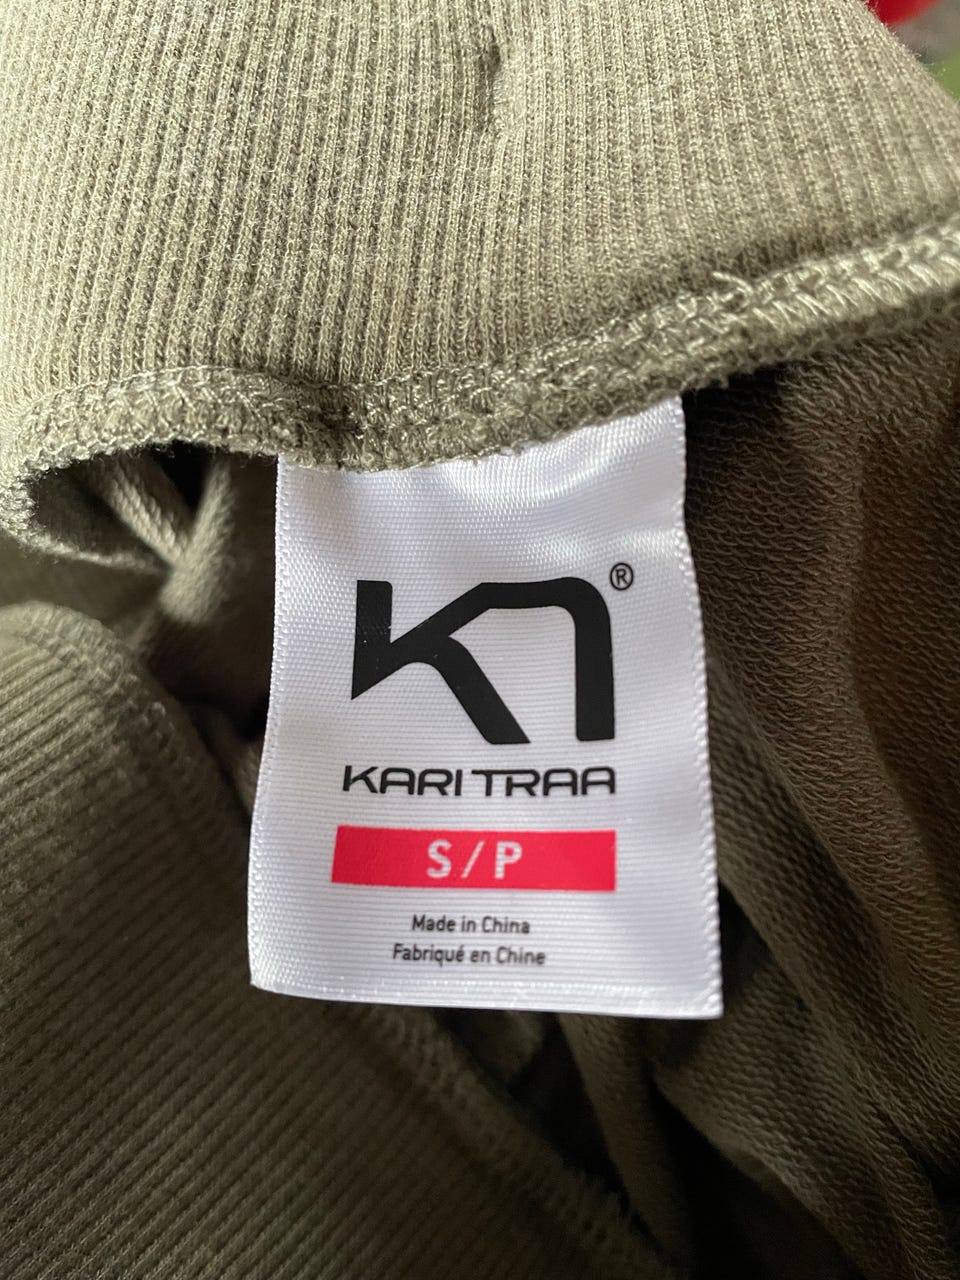 ®
KARI TRAA
S/P
Made in China
Fabriqué en Chine